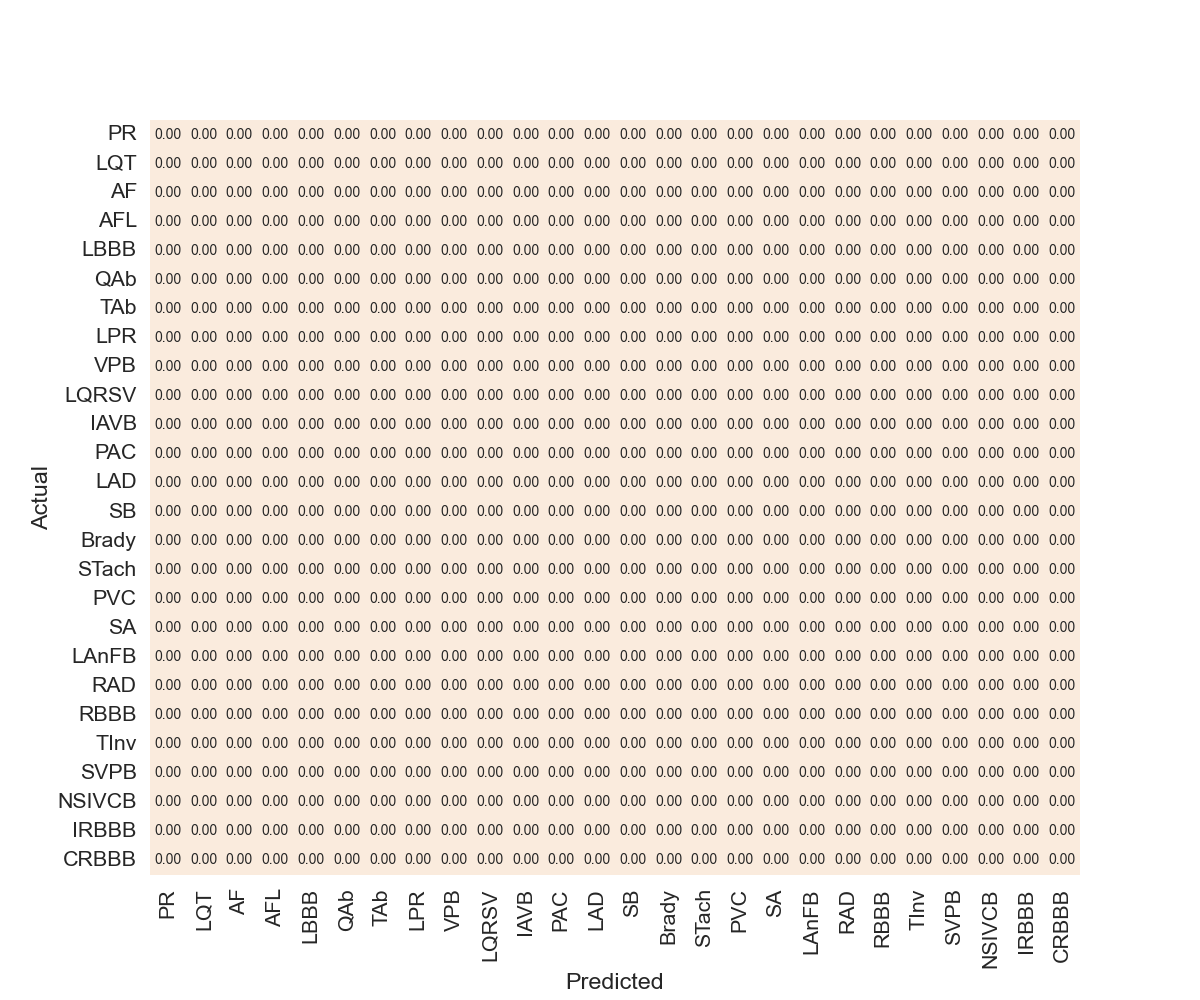 PR 0.00 0.00 0.00 0.00 0.00 0.00 0.00 0.00 0.00 0.00 0.00 0.00 0.00 0.00 0.00 0.00 0.00 0.00 0.00 0.00 0.00 0.00 0.00 0.00 0.00 0.00
LQT 0.00 0.00 0.00 0.00 0.00 0.00 0.00 0.00 0.00 0.00 0.00 0.00 0.00 0.00 0.00 0.00 0.00 0.00 0.00 0.00 0.00 0.00 0.00 0.00 0.00 0.00
AF 0.00 0.00 0.00 0.00 0.00 0.00 0.00 0.00 0.00 0.00 0.00 0.00 0.00 0.00 0.00 0.00 0.00 0.00 0.00 0.00 0.00 0.00 0.00 0.00 0.00 0.00
AFL 0.00 0.00 0.00 0.00 0.00 0.00 0.00 0.00 0.00 0.00 0.00 0.00 0.00 0.00 0.00 0.00 0.00 0.00 0.00 0.00 0.00 0.00 0.00 0.00 0.00 0.00
LBBB 0.00 0.00 0.00 0.00 0.00 0.00 0.00 0.00 0.00 0.00 0.00 0.00 0.00 0.00 0.00 0.00 0.00 0.00 0.00 0.00 0.00 0.00 0.00 0.00 0.00 0.00
QAb 0.00 0.00 0.00 0.00 0.00 0.00 0.00 0.00 0.00 0.00 0.00 0.00 0.00 0.00 0.00 0.00 0.00 0.00 0.00 0.00 0.00 0.00 0.00 0.00 0.00 0.00
TAb 0.00 0.00 0.00 0.00 0.00 0.00 0.00 0.00 0.00 0.00 0.00 0.00 0.00 0.00 0.00 0.00 0.00 0.00 0.00 0.00 0.00 0.00 0.00 0.00 0.00 0.00
LPR 0.00 0.00 0.00 0.00 0.00 0.00 0.00 0.00 0.00 0.00 0.00 0.00 0.00 0.00 0.00 0.00 0.00 0.00 0.00 0.00 0.00 0.00 0.00 0.00 0.00 0.00
VPB 0.00 0.00 0.00 0.00 0.00 0.00 0.00 0.00 0.00 0.00 0.00 0.00 0.00 0.00 0.00 0.00 0.00 0.00 0.00 0.00 0.00 0.00 0.00 0.00 0.00 0.00
LQRSV 0.00 0.00 0.00 0.00 0.00 0.00 0.00 0.00 0.00 0.00 0.00 0.00 0.00 0.00 0.00 0.00 0.00 0.00 0.00 0.00 0.00 0.00 0.00 0.00 0.00 0.00
IAVB 0.00 0.00 0.00 0.00 0.00 0.00 0.00 0.00 0.00 0.00 0.00 0.00 0.00 0.00 0.00 0.00 0.00 0.00 0.00 0.00 0.00 0.00 0.00 0.00 0.00 0.00
PAC 0.00 0.00 0.00 0.00 0.00 0.00 0.00 0.00 0.00 0.00 0.00 0.00 0.00 0.00 0.00 0.00 0.00 0.00 0.00 0.00 0.00 0.00 0.00 0.00 0.00 0.00
LAD 0.00 0.00 0.00 0.00 0.00 0.00 0.00 0.00 0.00 0.00 0.00 0.00 0.00 0.00 0.00 0.00 0.00 0.00 0.00 0.00 0.00 0.00 0.00 0.00 0.00 0.00
Actual
SB 0.00 0.00 0.00 0.00 0.00 0.00 0.00 0.00 0.00 0.00 0.00 0.00 0.00 0.00 0.00 0.00 0.00 0.00 0.00 0.00 0.00 0.00 0.00 0.00 0.00 0.00
Brady 0.00 0.00 0.00 0.00 0.00 0.00 0.00 0.00 0.00 0.00 0.00 0.00 0.00 0.00 0.00 0.00 0.00 0.00 0.00 0.00 0.00 0.00 0.00 0.00 0.00 0.00
STach 0.00 0.00 0.00 0.00 0.00 0.00 0.00 0.00 0.00 0.00 0.00 0.00 0.00 0.00 0.00 0.00 0.00 0.00 0.00 0.00 0.00 0.00 0.00 0.00 0.00 0.00
PVC 0.00 0.00 0.00 0.00 0.00 0.00 0.00 0.00 0.00 0.00 0.00 0.00 0.00 0.00 0.00 0.00 0.00 0.00 0.00 0.00 0.00 0.00 0.00 0.00 0.00 0.00
SA 0.00 0.00 0.00 0.00 0.00 0.00 0.00 0.00 0.00 0.00 0.00 0.00 0.00 0.00 0.00 0.00 0.00 0.00 0.00 0.00 0.00 0.00 0.00 0.00 0.00 0.00
LAnFB 0.00 0.00 0.00 0.00 0.00 0.00 0.00 0.00 0.00 0.00 0.00 0.00 0.00 0.00 0.00 0.00 0.00 0.00 0.00 0.00 0.00 0.00 0.00 0.00 0.00 0.00
RAD 0.00 0.00 0.00 0.00 0.00 0.00 0.00 0.00 0.00 0.00 0.00 0.00 0.00 0.00 0.00 0.00 0.00 0.00 0.00 0.00 0.00 0.00 0.00 0.00 0.00 0.00
RBBB 0.00 0.00 0.00 0.00 0.00 0.00 0.00 0.00 0.00 0.00 0.00 0.00 0.00 0.00 0.00 0.00 0.00 0.00 0.00 0.00 0.00 0.00 0.00 0.00 0.00 0.00
TInv 0.00 0.00 0.00 0.00 0.00 0.00 0.00 0.00 0.00 0.00 0.00 0.00 0.00 0.00 0.00 0.00 0.00 0.00 0.00 0.00 0.00 0.00 0.00 0.00 0.00 0.00
SVPB 0.00 0.00 0.00 0.00 0.00 0.00 0.00 0.00 0.00 0.00 0.00 0.00 0.00 0.00 0.00 0.00 0.00 0.00 0.00 0.00 0.00 0.00 0.00 0.00 0.00 0.00
NSIVCB 0.00 0.00 0.00 0.00 0.00 0.00 0.00 0.00 0.00 0.00 0.00 0.00 0.00 0.00 0.00 0.00 0.00 0.00 0.00 0.00 0.00 0.00 0.00 0.00 0.00 0.00
IRBBB 0.00 0.00 0.00 0.00 0.00 0.00 0.00 0.00 0.00 0.00 0.00 0.00 0.00 0.00 0.00 0.00 0.00 0.00 0.00 0.00 0.00 0.00 0.00 0.00 0.00 0.00
CRBBB 0.00 0.00 0.00 0.00 0.00 0.00 0.00 0.00 0.00 0.00 0.00 0.00 0.00 0.00 0.00 0.00 0.00 0.00 0.00 0.00 0.00 0.00 0.00 0.00 0.00 0.00
PR LQT AF AFL LBBB QAb TAb LPR VPB LQRSV IAVB PAC LAD SB Brady STach PVC SA LAnFB RAD RBBB TInv SVPB NSIVCB IRBBB CRBBB
Predicted